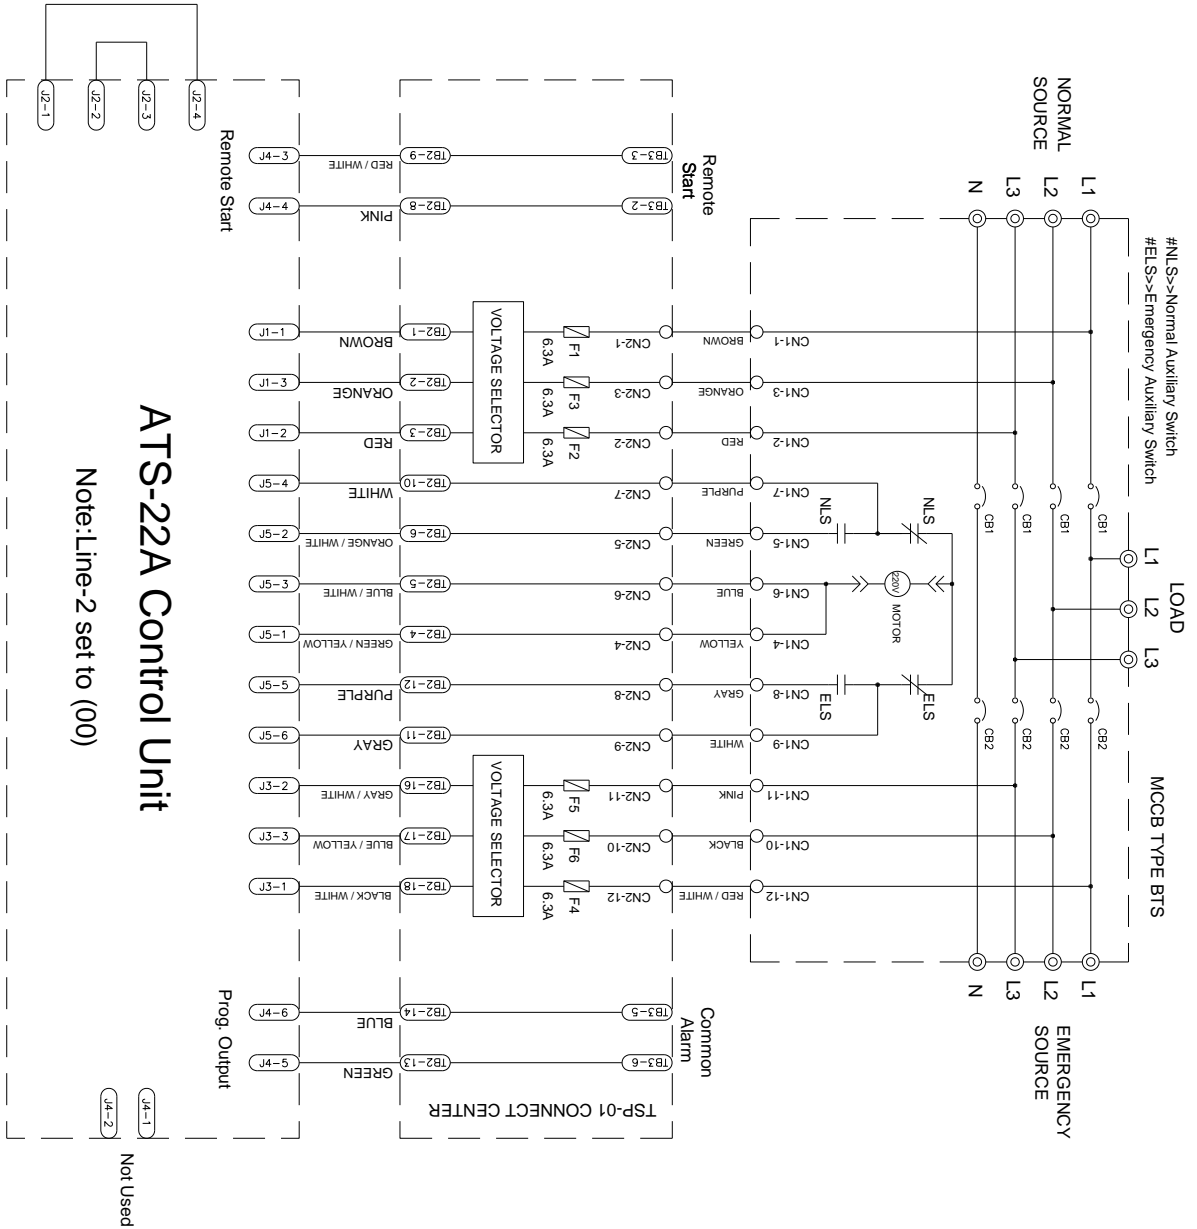 J2-1
J2-2
J2-3
J2-4
Remote Start
J4-3
RED / WHITE
TB2-9
TB3-3
J4-4
PINK
TB2-8
TB3-2
Remote
Start
NORMAL
SOURCE
N
L3
L2
L1
#NLS>>Normal Auxiliary Switch
#ELS>>Emergency Auxiliary Switch
J1-1
BROWN
TB2-1
VOLTAGE SELECTOR
6.3A
F1
CN2-1
BROWN
CN1-1
J1-3
ORANGE
TB2-2
6.3A
F3
CN2-3
ORANGE
CN1-3
J1-2
RED
TB2-3
6.3A
F2
CN2-2
RED
CN1-2
J5-4
WHITE
TB2-10
CN2-7
PURPLE
CN1-7
J5-2
ORANGE / WHITE
TB2-6
CN2-5
GREEN
CN1-5
NLS
NLS
CB1
CB1
CB1
CB1
J5-3
BLUE / WHITE
TB2-5
CN2-6
BLUE
CN1-6
220V
MOTOR
L1
L2
L3
LOAD
J5-1
GREEN / YELLOW
TB2-4
CN2-4
YELLOW
CN1-4
J5-5
PURPLE
TB2-12
CN2-8
GRAY
CN1-8
ELS
ELS
CB2
CB2
CB2
CB2
J5-6
GRAY
TB2-11
CN2-9
WHITE
CN1-9
J3-2
GRAY / WHITE
TB2-16
VOLTAGE SELECTOR
6.3A
F5
CN2-11
PINK
CN1-11
J3-3
BLUE / YELLOW
TB2-17
6.3A
F6
CN2-10
BLACK
CN1-10
J3-1
BLACK / WHITE
TB2-18
6.3A
F4
CN2-12
RED / WHITE
CN1-12
MCCB TYPE BTS
N
L3
L2
L1
EMERGENCY
SOURCE
ATS-22A Control Unit
Note:Line-2 set to (00)
Prog. Output
J4-6
BLUE
TB2-14
TB3-5
J4-5
GREEN
TB2-13
TB3-6
Common
Alarm
TSP-01 CONNECT CENTER
J4-2
J4-1
Not Used